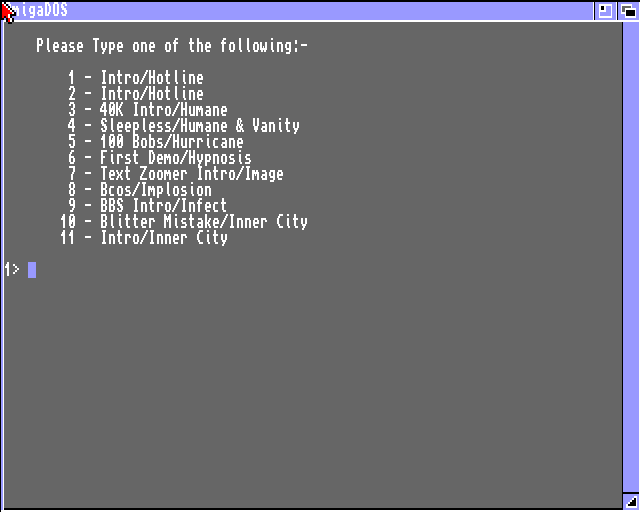 AmigaDOS
Please Type one of the following:-
1 - Intro/Hotline
2 - Intro/Hotline
3 - 40K Intro/Humane
4 - Sleepless/Humane & Vanity
5 - 100 Bobs/Hurricane
6 - First Demo/Hypnosis
7 - Text Zoomer Intro/Image
8 - Bcos/Implosion
9 - BBS Intro/Infect
10 - Blitter Mistake/Inner City
11 - Intro/Inner City
1>